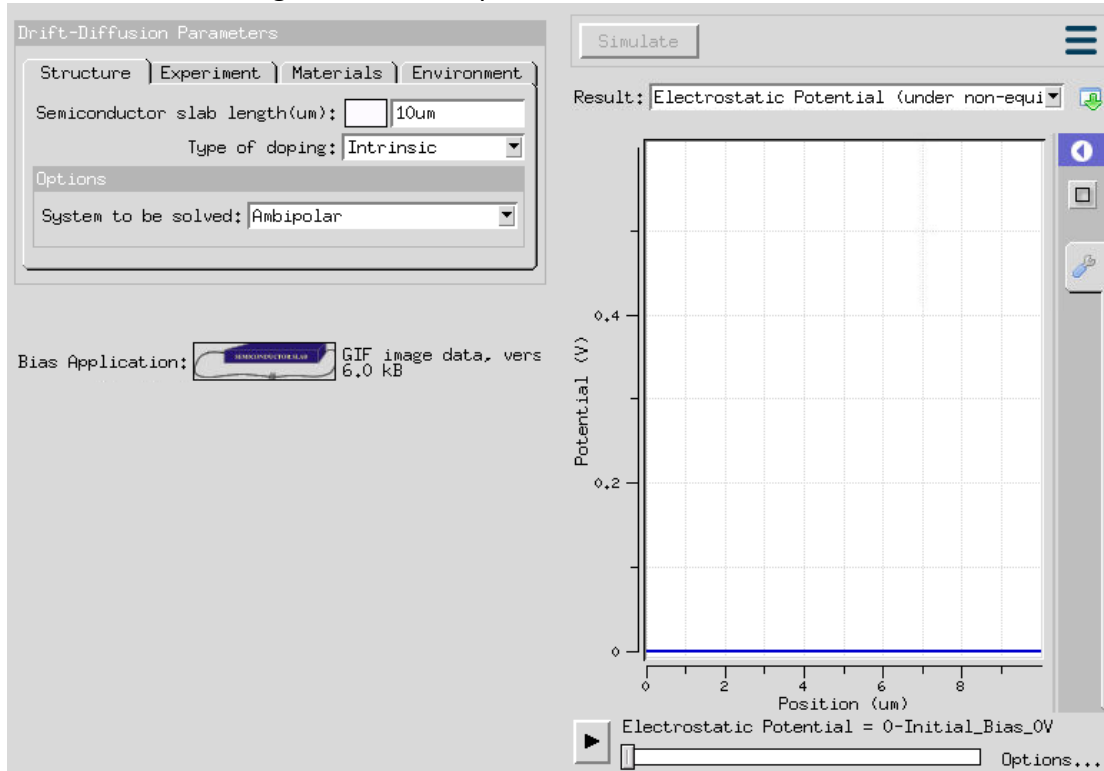 Drift-Diffusion Parameters
Structure
Experiment
Materials
Environment
Semiconductor slab length(um):
10um
Type of doping:
Intrinsic
Options
System to be solved:
Ambipolar
Bias Application:
SEMICONDUCTOR SLAB
GIF image data, vers
6.0 kB
Simulate
Result:
Electrostatic Potential (under non-equi
Potential (V)
0.4
0.2
0
0
2
4
6
8
Position (um)
Electrostatic Potential = 0-Initial_Bias_0V
Options...